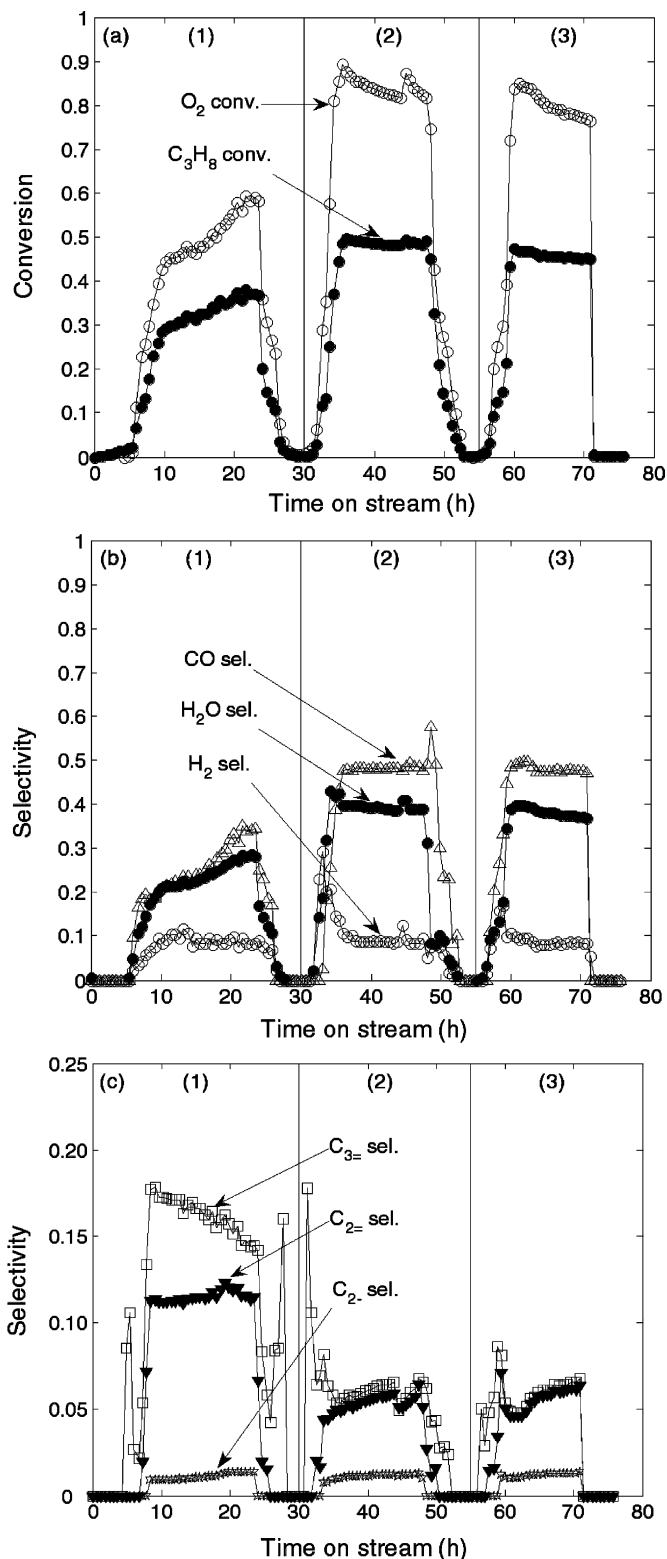 (a) (1) (2) (3)
1
0.9
0.8
0.7
0.6
0.5
0.4
0.3
0.2
0.1
0
O2 conv.
C3H8 conv.
Conversion
0 10 20 30 40 50 60 70 80
Time on stream (h)
(b) (1) (2) (3)
1
0.9
0.8
0.7
0.6
0.5
0.4
0.3
0.2
0.1
0
CO sel.
H2O sel.
H2 sel.
Selectivity
0 10 20 30 40 50 60 70 80
Time on stream (h)
(c) (1) (2) (3)
0.25
0.20
0.15
0.10
0.05
0
C3= sel.
C2= sel.
C2- sel.
Selectivity
0 10 20 30 40 50 60 70 80
Time on stream (h)